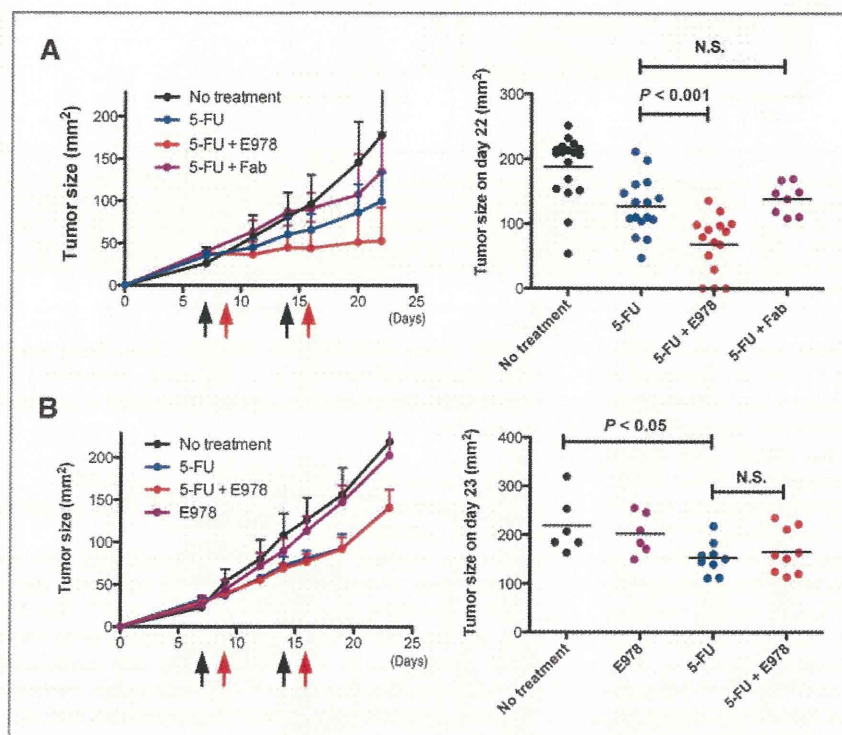 A
No treatment
5-FU
5-FU + E978
5-FU + Fab
Tumor size (mm²)
200
150
100
50
0
0 5 10 15 20 25
(Days)
N.S.
P < 0.001
Tumor size on day 22 (mm²)
300
200
100
0
No treatment
5-FU
5-FU + E978
5-FU + Fab
B
No treatment
5-FU
5-FU + E978
E978
Tumor size (mm²)
200
150
100
50
0
0 5 10 15 20 25
(Days)
P < 0.05
N.S.
Tumor size on day 23 (mm²)
400
300
200
100
0
No treatment
E978
5-FU
5-FU + E978